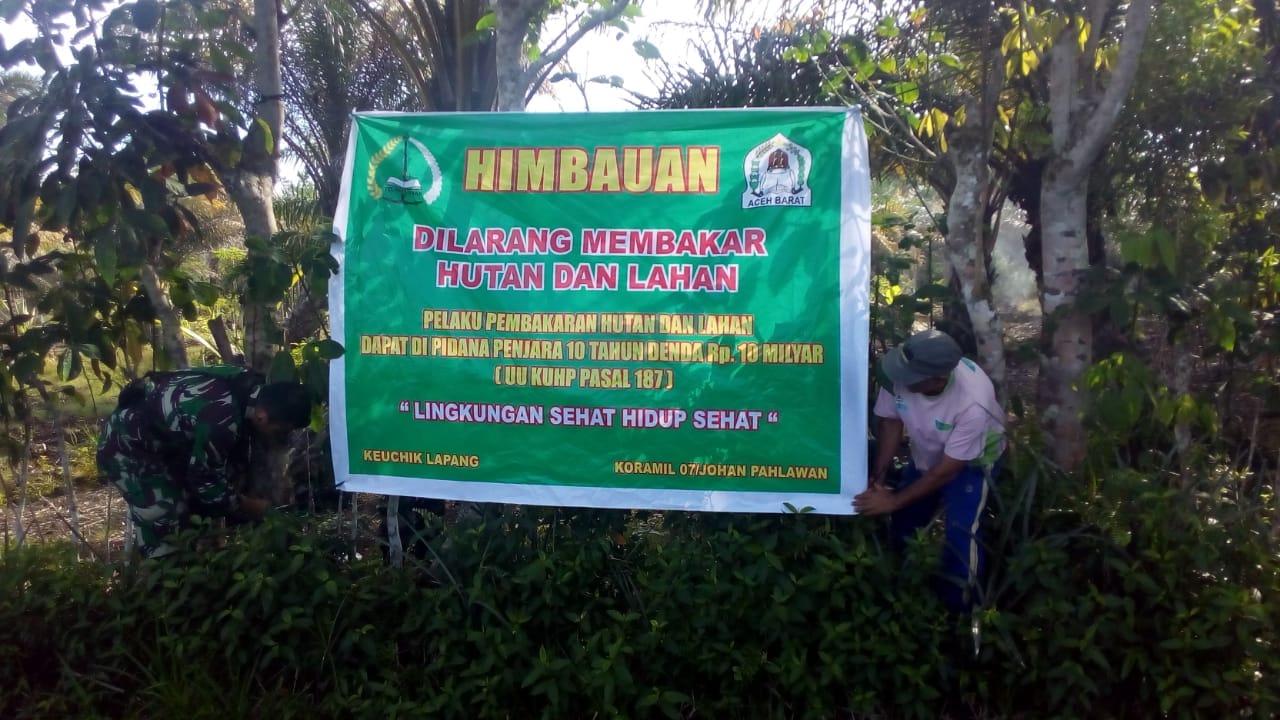 HIMBAUAN
ACEH BARAT
DILARANG MEMBAKAR
HUTAN DAN LAHAN
PELAKU PEMBAKARAN HUTAN DAN LAHAN
DAPAT DI PIDANA PENJARA 10 TAHUN DENDA Rp. 10 MILYAR
( UU KUHP PASAL 187 )
“ LINGKUNGAN SEHAT HIDUP SEHAT “
KEUCHIK LAPANG
KORAMIL 07/JOHAN PAHLAWAN